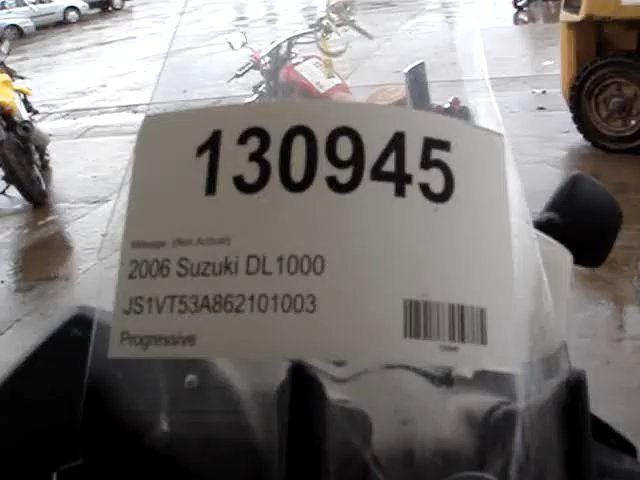 130945
Mileage: (Not Actual)
2006 Suzuki DL1000
JS1VT53A862101003
Progressive